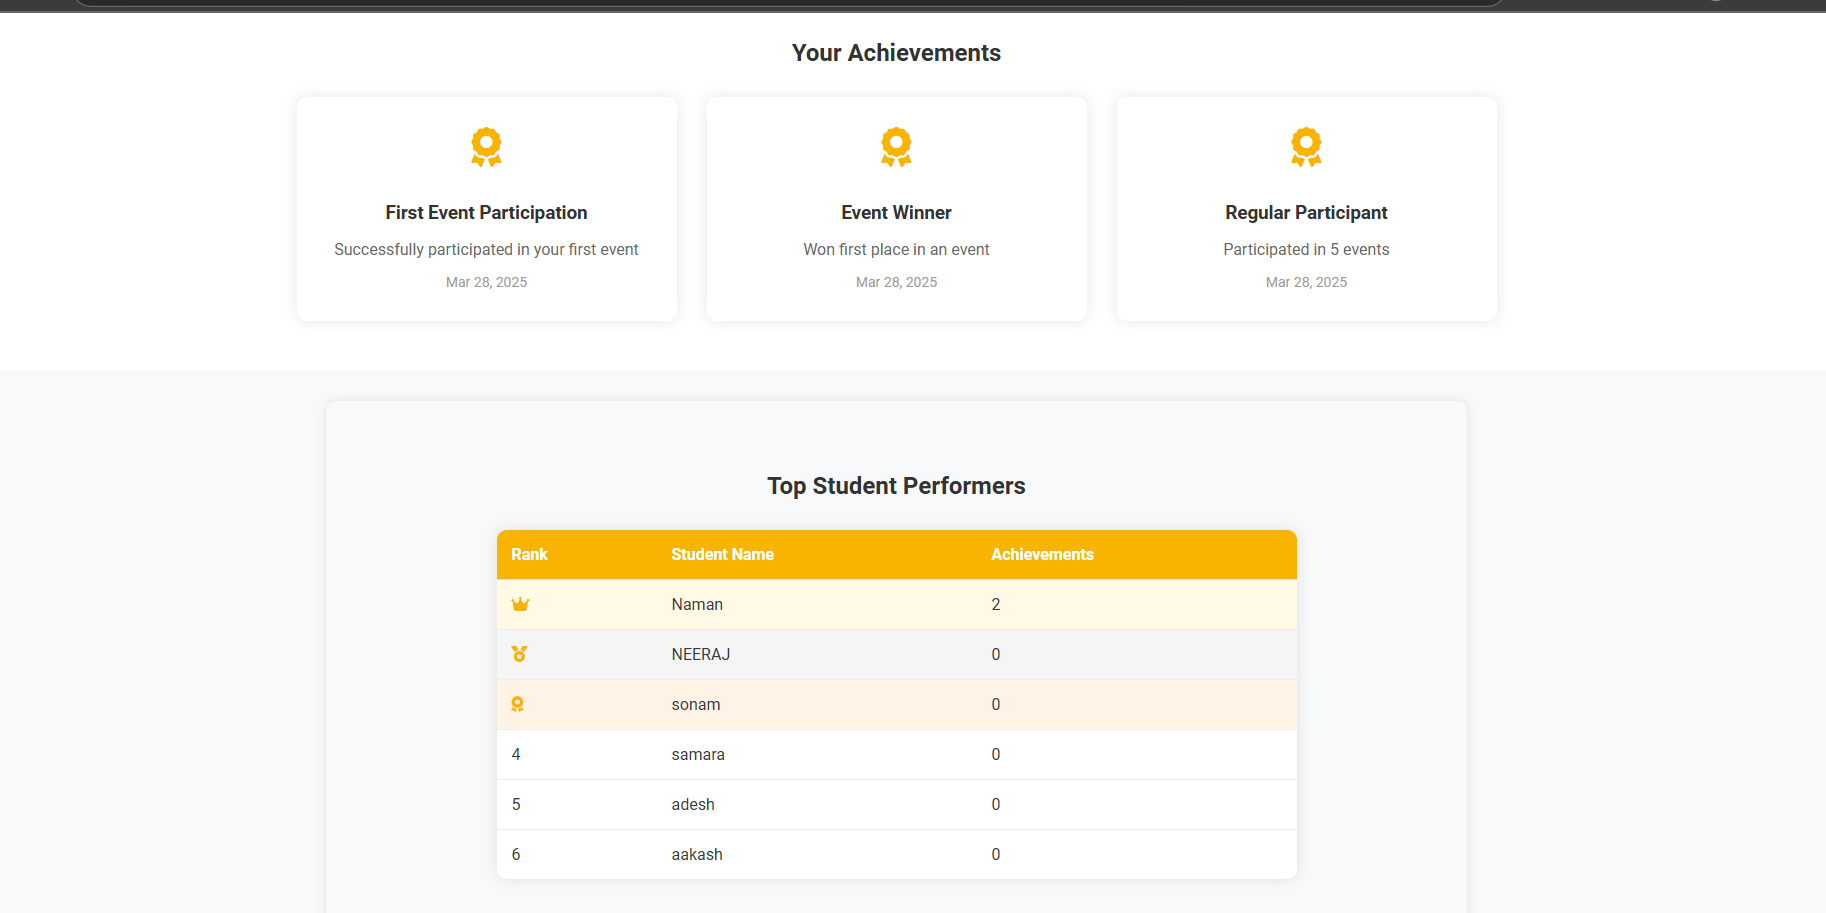 Your Achievements
First Event Participation
Successfully participated in your first event
Mar 28, 2025
Event Winner
Won first place in an event
Mar 28, 2025
Regular Participant
Participated in 5 events
Mar 28, 2025
Top Student Performers
Rank Student Name Achievements
Naman 2
NEERAJ 0
sonam 0
4 samara 0
5 adesh 0
6 aakash 0